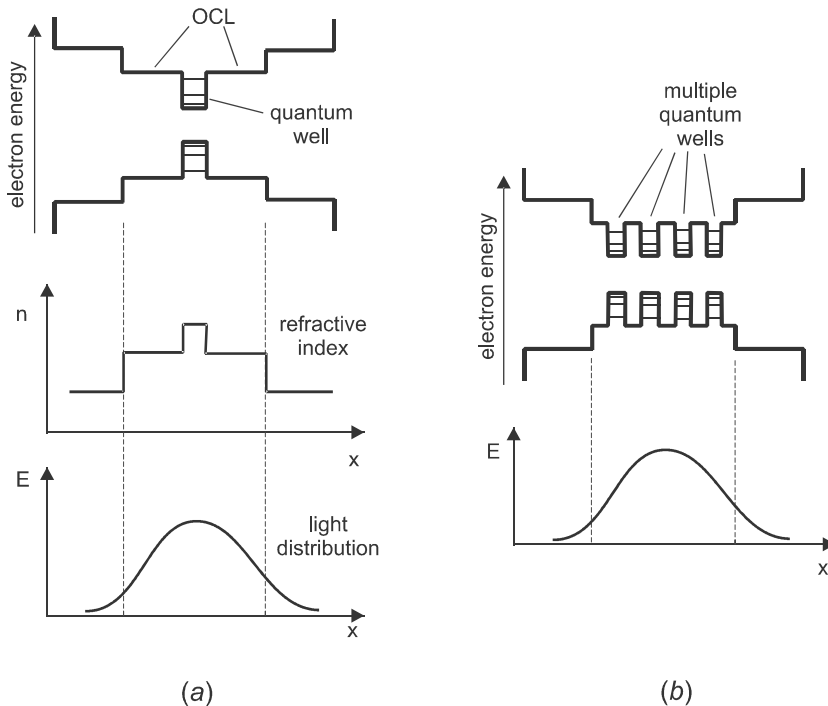 OCL
electron energy
quantum
well
n
refractive
index
x
E
light
distribution
x
(a)
multiple
quantum
wells
electron energy
E
x
(b)